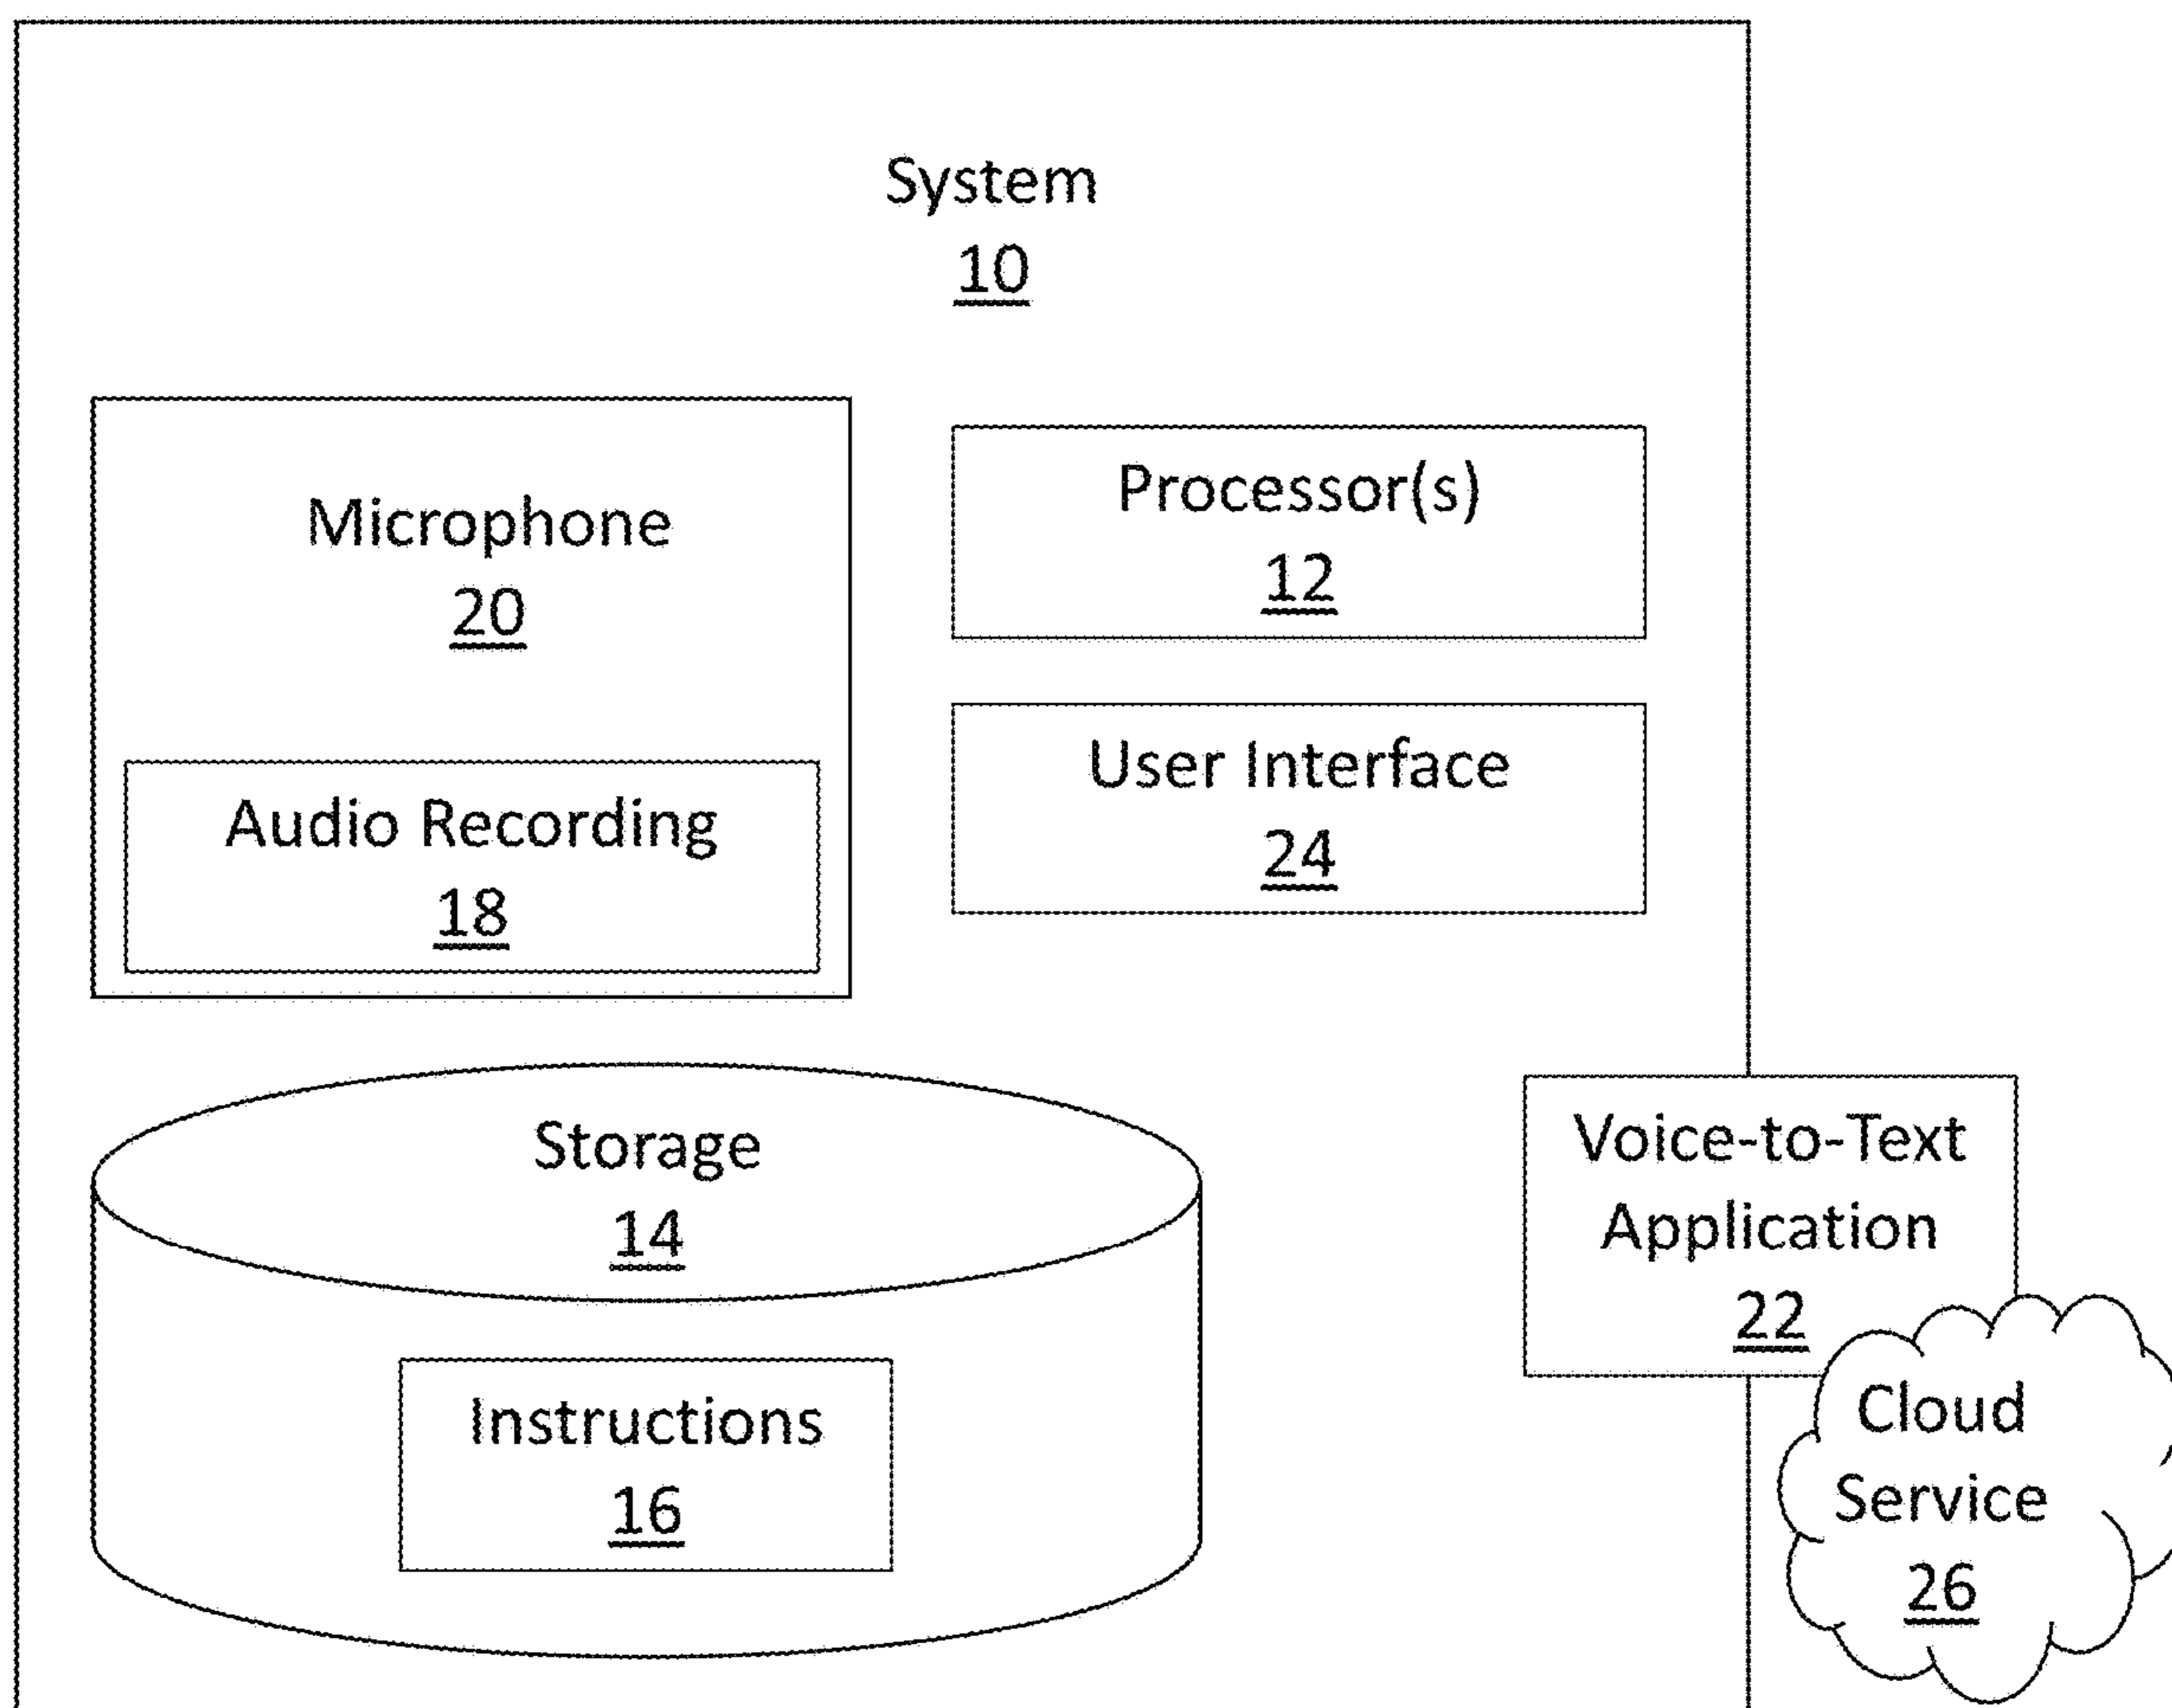 System
10
Microphone
20
Audio Recording
18
Processor(s)
12
User Interface
24
Storage
14
Instructions
16
Voice-to-Text
Application
22
Cloud
Service
26